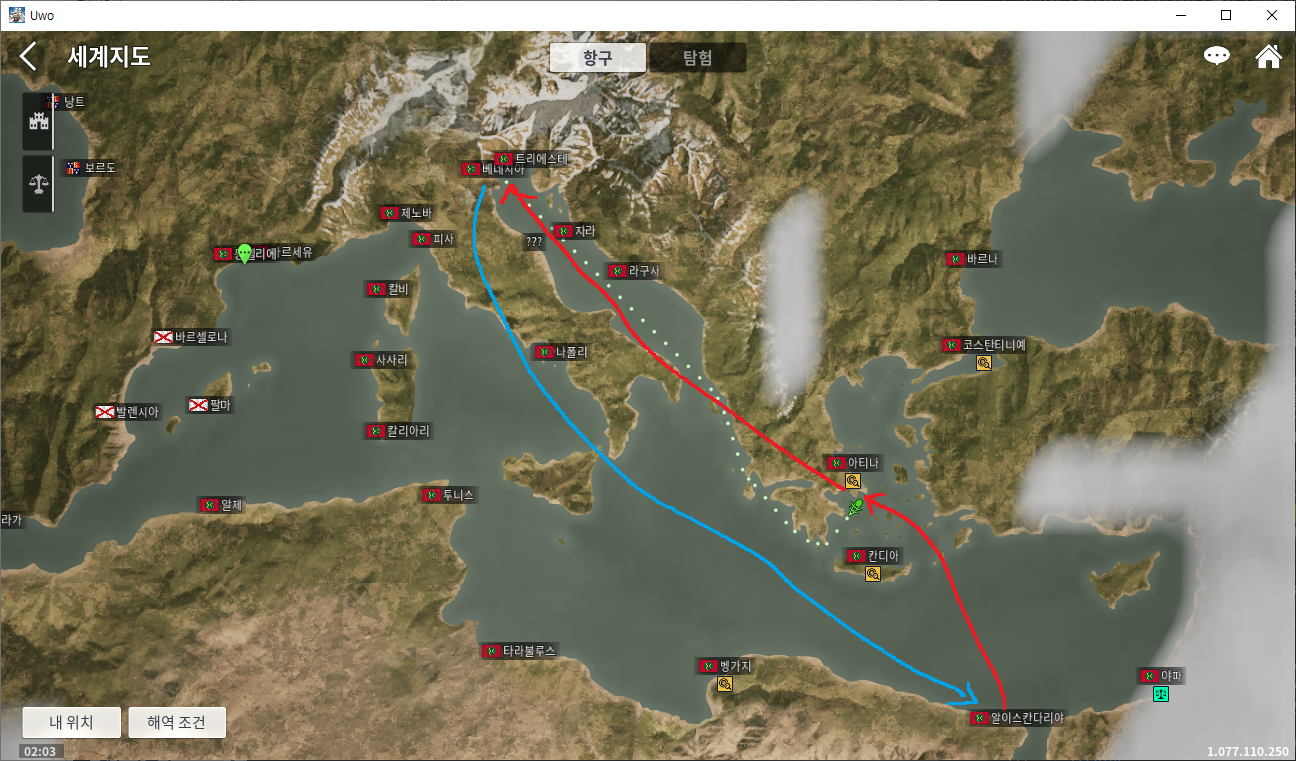 Uwo
세계지도
항구
탐험
낭트
보르도
트리에스테
베네치아
제노바
피사
???
자라
라구사
르세유
칼비
바르나
바르셀로나
사사리
나폴리
코스탄티니예
발렌시아
팔마
칼리아리
아티나
투니스
알제
라가
칸디아
타라불루스
벵가지
야파
알이스칸다리야
내 위치
해역 조건
02:03
1.077.110.250